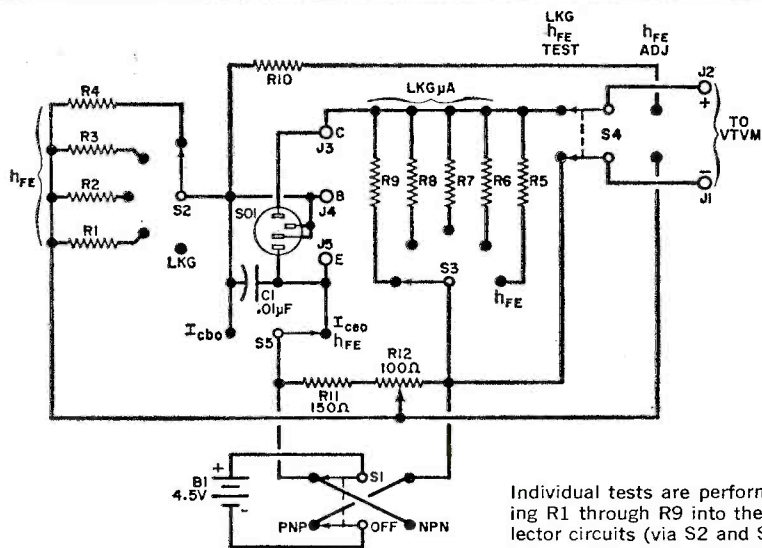 LKG
hFE
TEST
hFE
ADJ
R10
J2
+
TO
VTVM
LKGµA
S4
−
J1
R4
R3
R2
R1
hFE
S2
LKG
C
J3
B
J4
SO1
J5
E
C1
.01µF
Icbo
Iceo
hFE
S5
R9
R8
R7
R6
R5
S3
hFE
R12
100Ω
R11
150Ω
+
B1
4.5V
-
S1
PNP
OFF
NPN
Individual tests are perform
ing R1 through R9 into the
lector circuits (via S2 and S